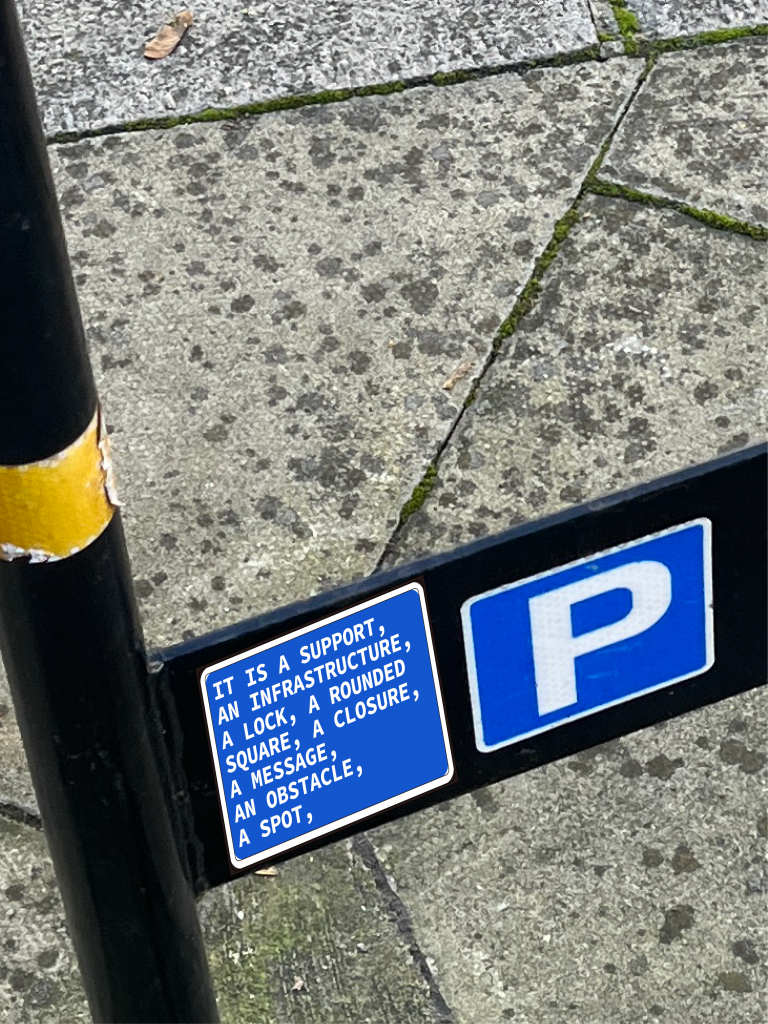 IT IS A SUPPORT,
AN INFRASTRUCTURE,
A LOCK, A ROUNDED
SQUARE, A CLOSURE,
A MESSAGE,
AN OBSTACLE,
A SPOT,
P